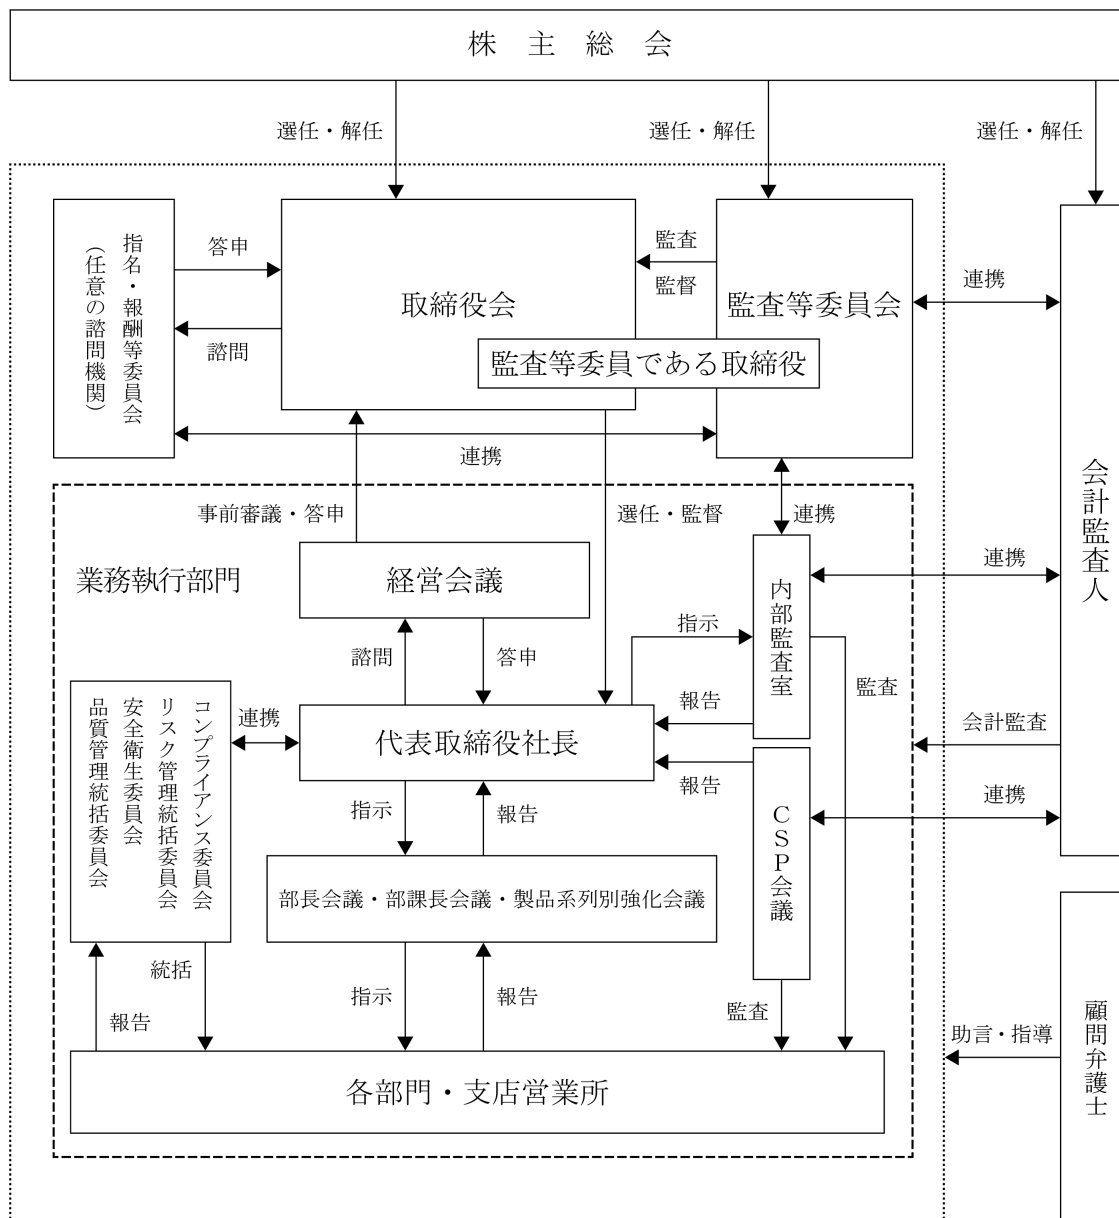 株主総会
選任・解任
選任・解任
選任・解任
指名・報酬等委員会
(任意の諮問機関)
答申
諮問
取締役会
監査
監督
監査等委員会
監査等委員である取締役
連携
連携
会計監査人
事前審議・答申
選任・監督
連携
業務執行部門
経営会議
内部監査室
連携
指示
諮問
答申
監査
報告
コンプライアンス委員会
リスク管理統括委員会
安全衛生委員会
品質管理統括委員会
連携
代表取締役社長
会計監査
報告
CSP会議
連携
指示
報告
部長会議・部課長会議・製品系列別強化会議
統括
報告
指示
報告
監査
助言・指導
顧問弁護士
各部門・支店営業所